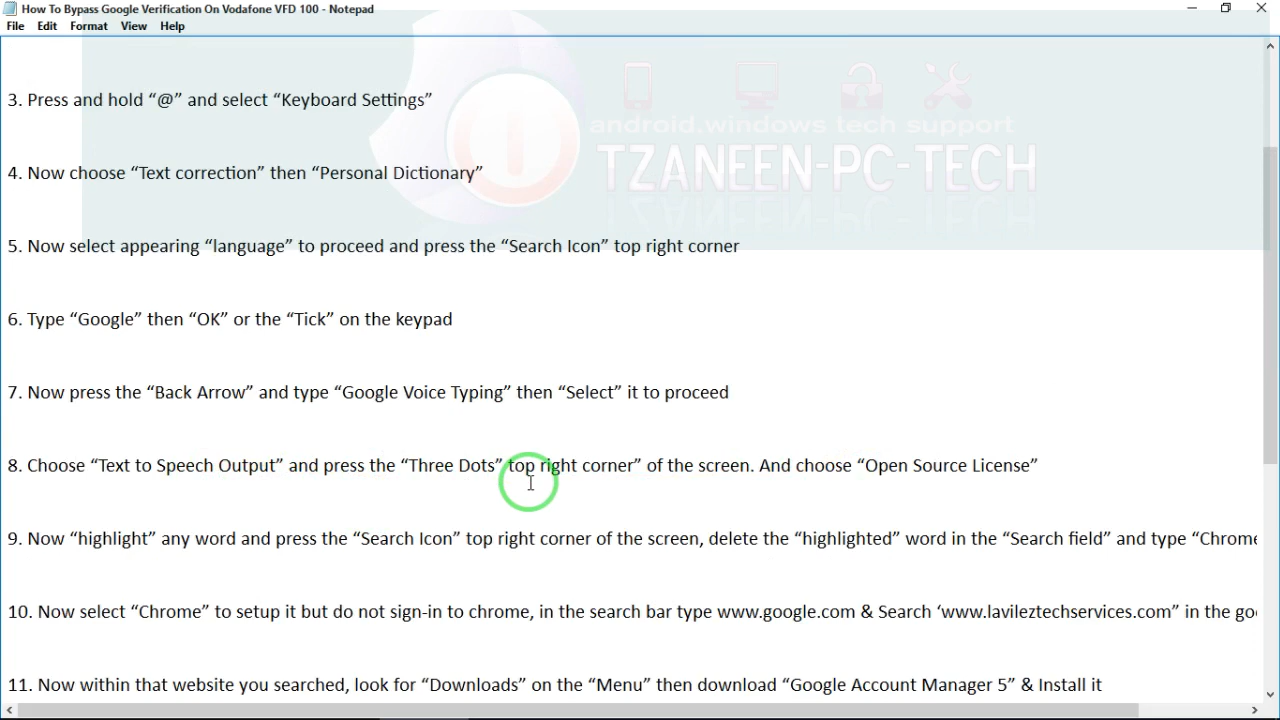 How To Bypass Google Verification On Vodafone VFD 100 - Notepad
File Edit Format View Help
android.windows tech support
TZANEEN-PC-TECH
3. Press and hold “@” and select “Keyboard Settings”
4. Now choose “Text correction” then “Personal Dictionary”
5. Now select appearing “language” to proceed and press the “Search Icon” top right corner
6. Type “Google” then “OK” or the “Tick” on the keypad
7. Now press the “Back Arrow” and type “Google Voice Typing” then “Select” it to proceed
8. Choose “Text to Speech Output” and press the “Three Dots” top right corner” of the screen. And choose “Open Source License”
9. Now “highlight” any word and press the “Search Icon” top right corner of the screen, delete the “highlighted” word in the “Search field” and type “Chrome
10. Now select “Chrome” to setup it but do not sign-in to chrome, in the search bar type www.google.com & Search ‘www.lavileztechservices.com” in the go
11. Now within that website you searched, look for “Downloads” on the “Menu” then download “Google Account Manager 5” & Install it